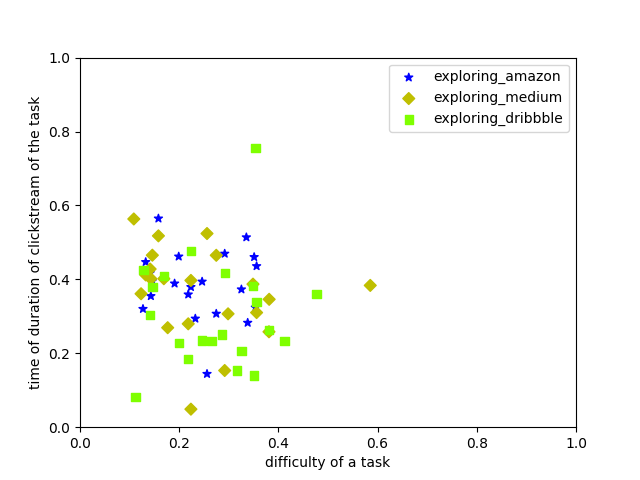 1.0
0.8
0.6
0.4
0.2
0.0
time of duration of clickstream of the task
exploring_amazon
exploring_medium
exploring_dribbble
0.0 0.2 0.4 0.6 0.8 1.0
difficulty of a task